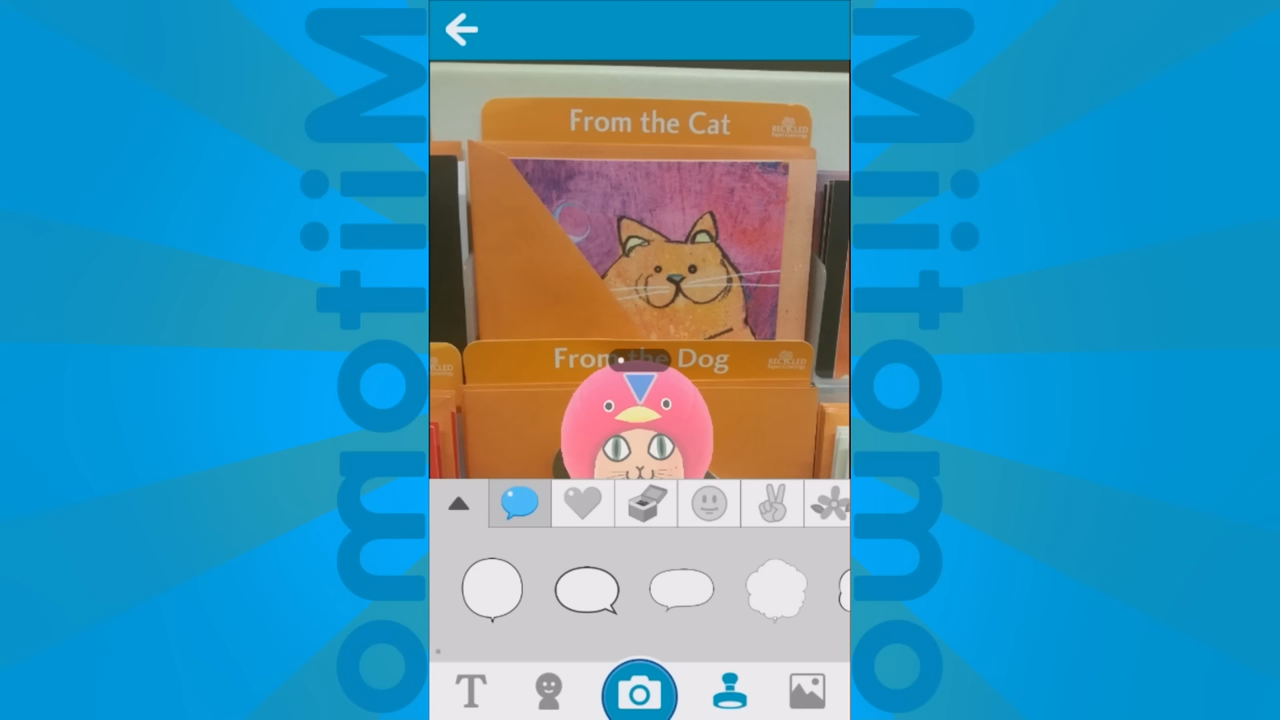 Miitomo
Miitomo
From the Cat
RECYCLED
From the Dog
RECYCLED
T